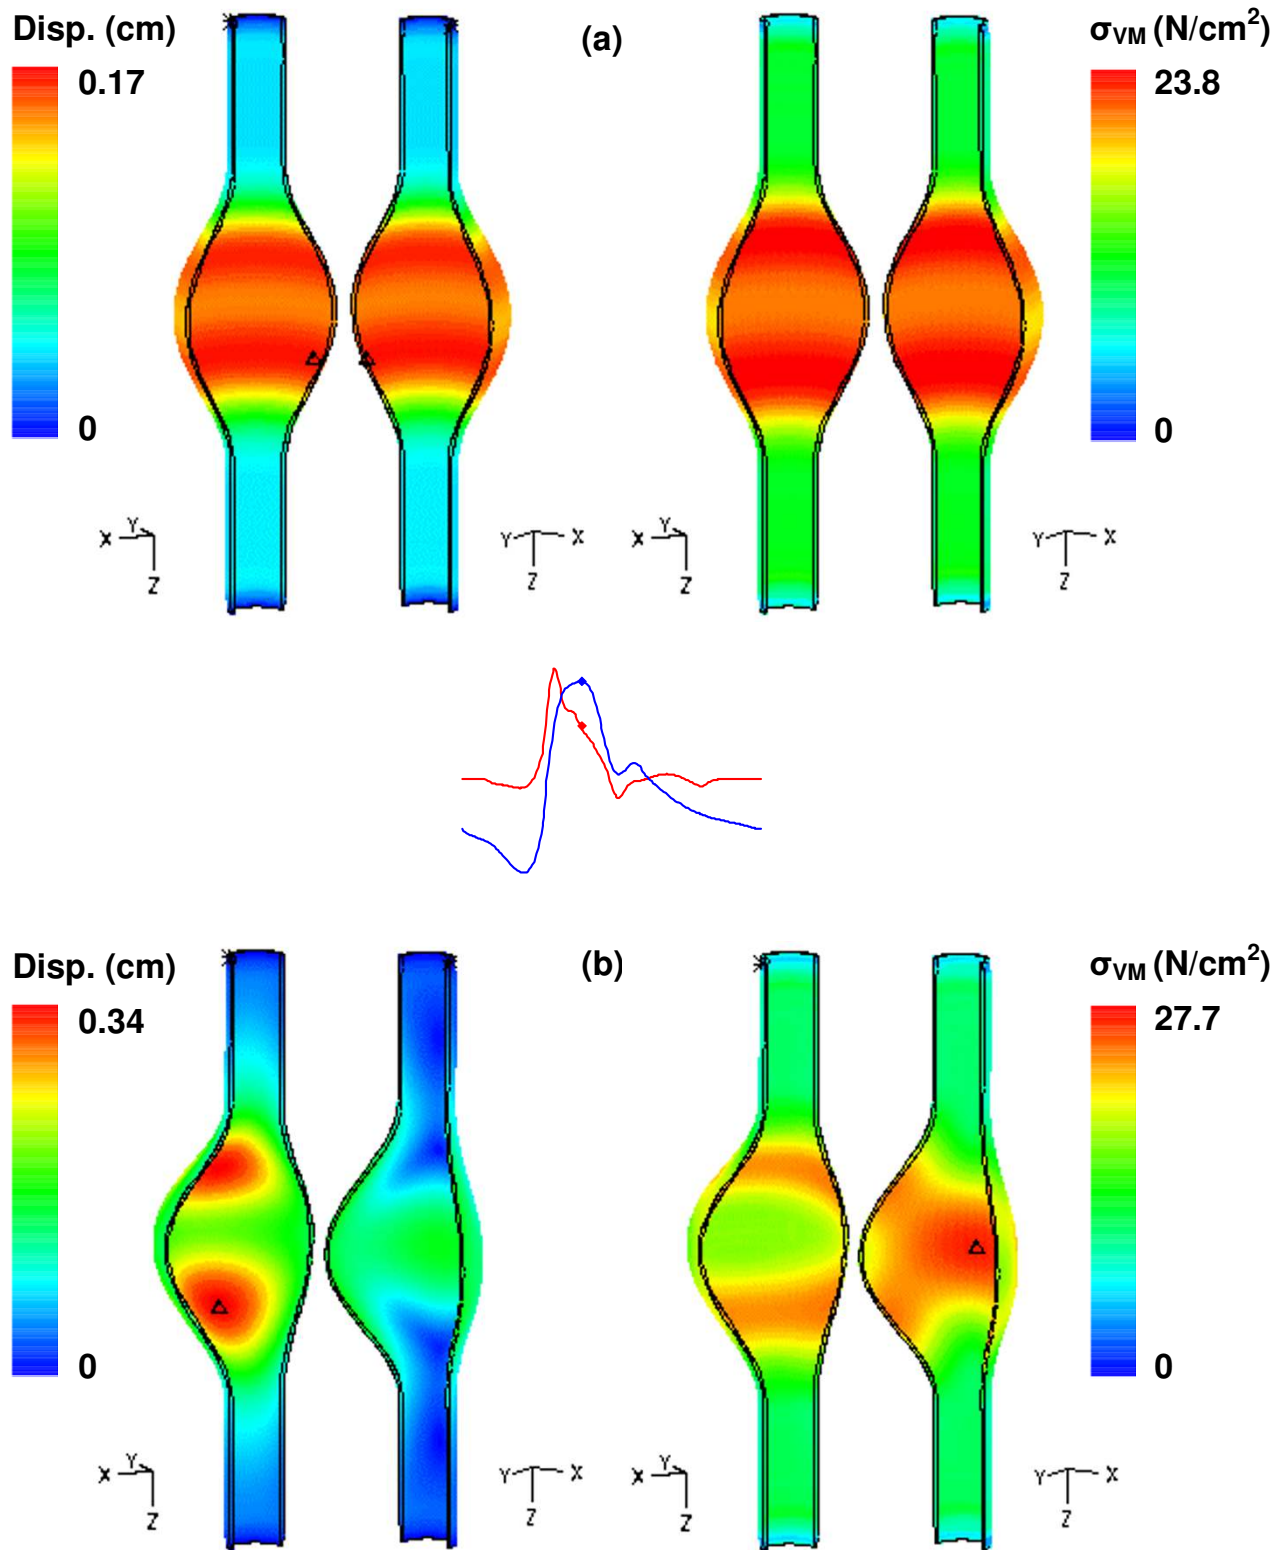 Disp. (cm)
(a)
σVM (N/cm²)
0.17
23.8
0
0
X Y Z
Y X Z
X Y Z
Y X Z
Disp. (cm)
(b)
σVM (N/cm²)
0.34
27.7
0
0
X Y Z
Y X Z
X Y Z
Y X Z